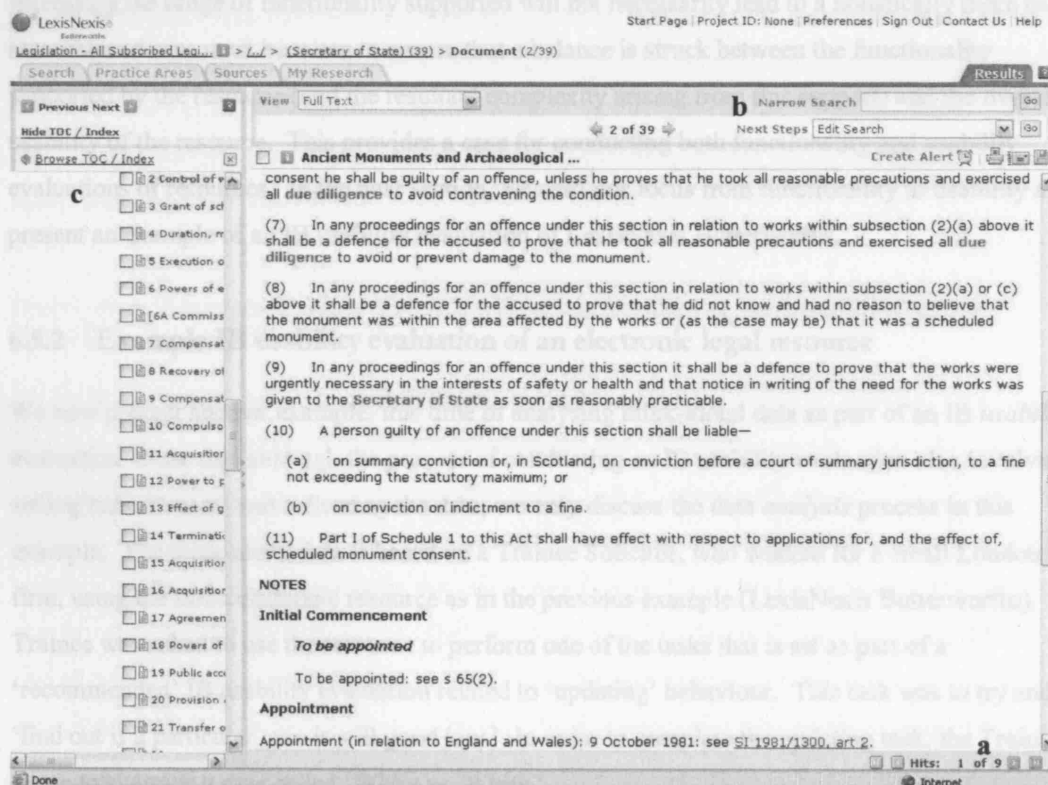 LexisNexis
Butterworths
Start Page | Project ID: None | Preferences | Sign Out | Contact Us | Help
Legislation - All Subscribed Legi... > /../ > (Secretary of State) (39) > Document (2/39)
Search Practice Areas Sources My Research
Results
Previous Next
View Full Text
b Narrow Search Go
Hide TOC / Index
2 of 39
Next Steps Edit Search Go
Browse TOC / Index
Ancient Monuments and Archaeological ...
Create Alert
c
2 Control of w
3 Grant of sch
4 Duration, m
5 Execution o
6 Powers of e
[6A Commiss
7 Compensat
8 Recovery of
9 Compensat
10 Compulso
11 Acquisition
12 Power to p
13 Effect of g
14 Terminati
15 Acquisition
16 Acquisition
17 Agreemen
18 Powers of
19 Public acc
20 Provision
21 Transfer o
consent he shall be guilty of an offence, unless he proves that he took all reasonable precautions and exercised
all due diligence to avoid contravening the condition.
(7) In any proceedings for an offence under this section in relation to works within subsection (2)(a) above it
shall be a defence for the accused to prove that he took all reasonable precautions and exercised all due
diligence to avoid or prevent damage to the monument.
(8) In any proceedings for an offence under this section in relation to works within subsection (2)(a) or (c)
above it shall be a defence for the accused to prove that he did not know and had no reason to believe that
the monument was within the area affected by the works or (as the case may be) that it was a scheduled
monument.
(9) In any proceedings for an offence under this section it shall be a defence to prove that the works were
urgently necessary in the interests of safety or health and that notice in writing of the need for the works was
given to the Secretary of State as soon as reasonably practicable.
(10) A person guilty of an offence under this section shall be liable—
(a) on summary conviction or, in Scotland, on conviction before a court of summary jurisdiction, to a fine
not exceeding the statutory maximum; or
(b) on conviction on indictment to a fine.
(11) Part I of Schedule 1 to this Act shall have effect with respect to applications for, and the effect of,
scheduled monument consent.
NOTES
Initial Commencement
To be appointed
To be appointed: see s 65(2).
Appointment
Appointment (in relation to England and Wales): 9 October 1981: see SI 1981/1300, art 2.
a
Hits: 1 of 9
Done
Internet